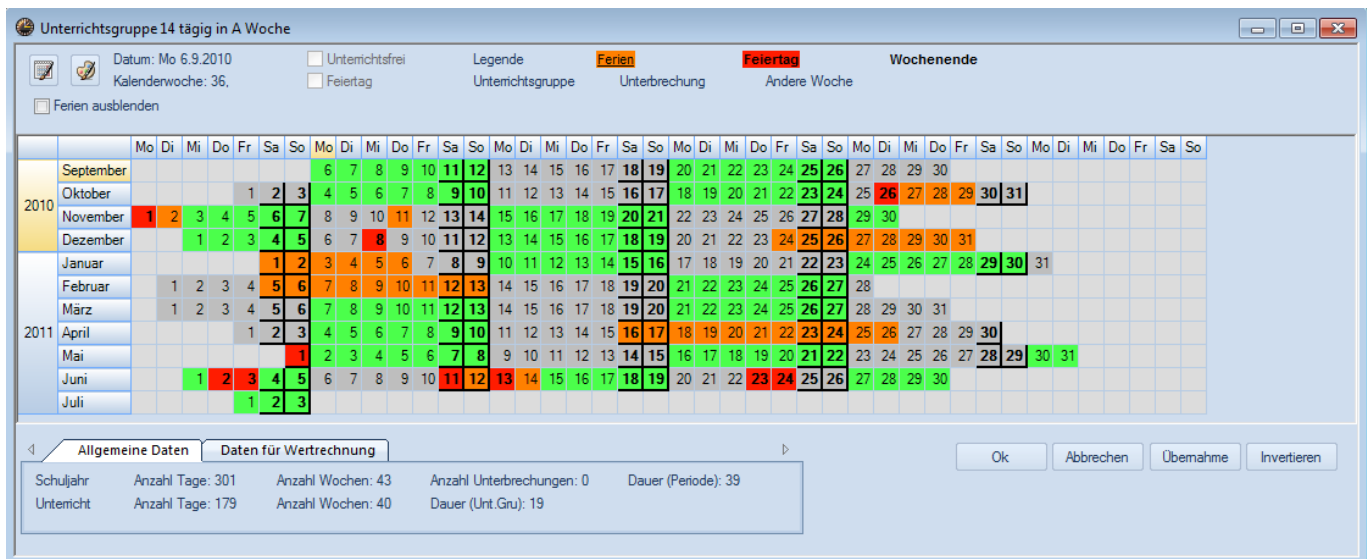 Unterrichtsgruppe 14 tägig in A Woche
Datum: Mo 6.9.2010 Unterrichtsfrei Legende Ferien Feiertag Wochenende
Kalenderwoche: 36, Feiertag Unterrichtsgruppe Unterbrechung Andere Woche
Ferien ausblenden
Mo Di Mi Do Fr Sa So Mo Di Mi Do Fr Sa So Mo Di Mi Do Fr Sa So Mo Di Mi Do Fr Sa So Mo Di Mi Do Fr Sa So Mo Di Mi Do Fr Sa So
September 6 7 8 9 10 11 12 13 14 15 16 17 18 19 20 21 22 23 24 25 26 27 28 29 30
Oktober 1 2 3 4 5 6 7 8 9 10 11 12 13 14 15 16 17 18 19 20 21 22 23 24 25 26 27 28 29 30 31
2010
November 1 2 3 4 5 6 7 8 9 10 11 12 13 14 15 16 17 18 19 20 21 22 23 24 25 26 27 28 29 30
Dezember 1 2 3 4 5 6 7 8 9 10 11 12 13 14 15 16 17 18 19 20 21 22 23 24 25 26 27 28 29 30 31
Januar 1 2 3 4 5 6 7 8 9 10 11 12 13 14 15 16 17 18 19 20 21 22 23 24 25 26 27 28 29 30 31
Februar 1 2 3 4 5 6 7 8 9 10 11 12 13 14 15 16 17 18 19 20 21 22 23 24 25 26 27 28
März 1 2 3 4 5 6 7 8 9 10 11 12 13 14 15 16 17 18 19 20 21 22 23 24 25 26 27 28 29 30 31
2011 April 1 2 3 4 5 6 7 8 9 10 11 12 13 14 15 16 17 18 19 20 21 22 23 24 25 26 27 28 29 30
Mai 1 2 3 4 5 6 7 8 9 10 11 12 13 14 15 16 17 18 19 20 21 22 23 24 25 26 27 28 29 30 31
Juni 1 2 3 4 5 6 7 8 9 10 11 12 13 14 15 16 17 18 19 20 21 22 23 24 25 26 27 28 29 30
Juli 1 2 3
Allgemeine Daten Daten für Wertrechnung
Ok Abbrechen Übernahme Invertieren
Schuljahr Anzahl Tage: 301 Anzahl Wochen: 43 Anzahl Unterbrechungen: 0 Dauer (Periode): 39
Unterricht Anzahl Tage: 179 Anzahl Wochen: 40 Dauer (Unt.Gru): 19